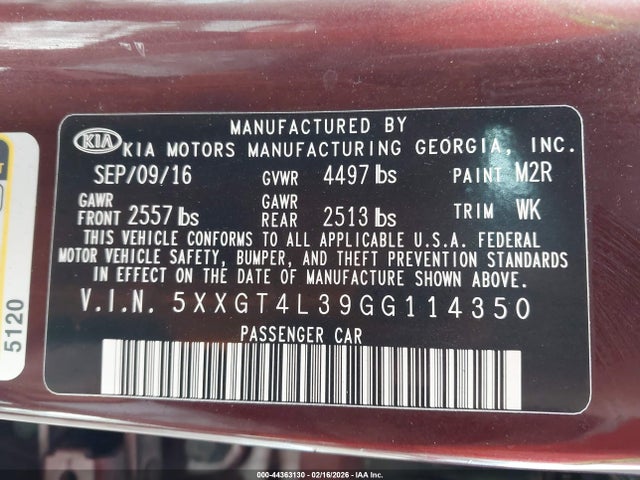 MANUFACTURED BY
KIA KIA MOTORS MANUFACTURING GEORGIA, INC.
SEP/09/16 GVWR 4497 lbs PAINT M2R
GAWR FRONT 2557 lbs GAWR REAR 2513 lbs TRIM WK
THIS VEHICLE CONFORMS TO ALL APPLICABLE U.S.A. FEDERAL
MOTOR VEHICLE SAFETY, BUMPER, AND THEFT PREVENTION STANDARDS
IN EFFECT ON THE DATE OF MANUFACTURE SHOWN ABOVE.
V.I.N. 5XXGT4L39GG114350
PASSENGER CAR
5120
000-44363130 - 02/16/2026 - IAA Inc.